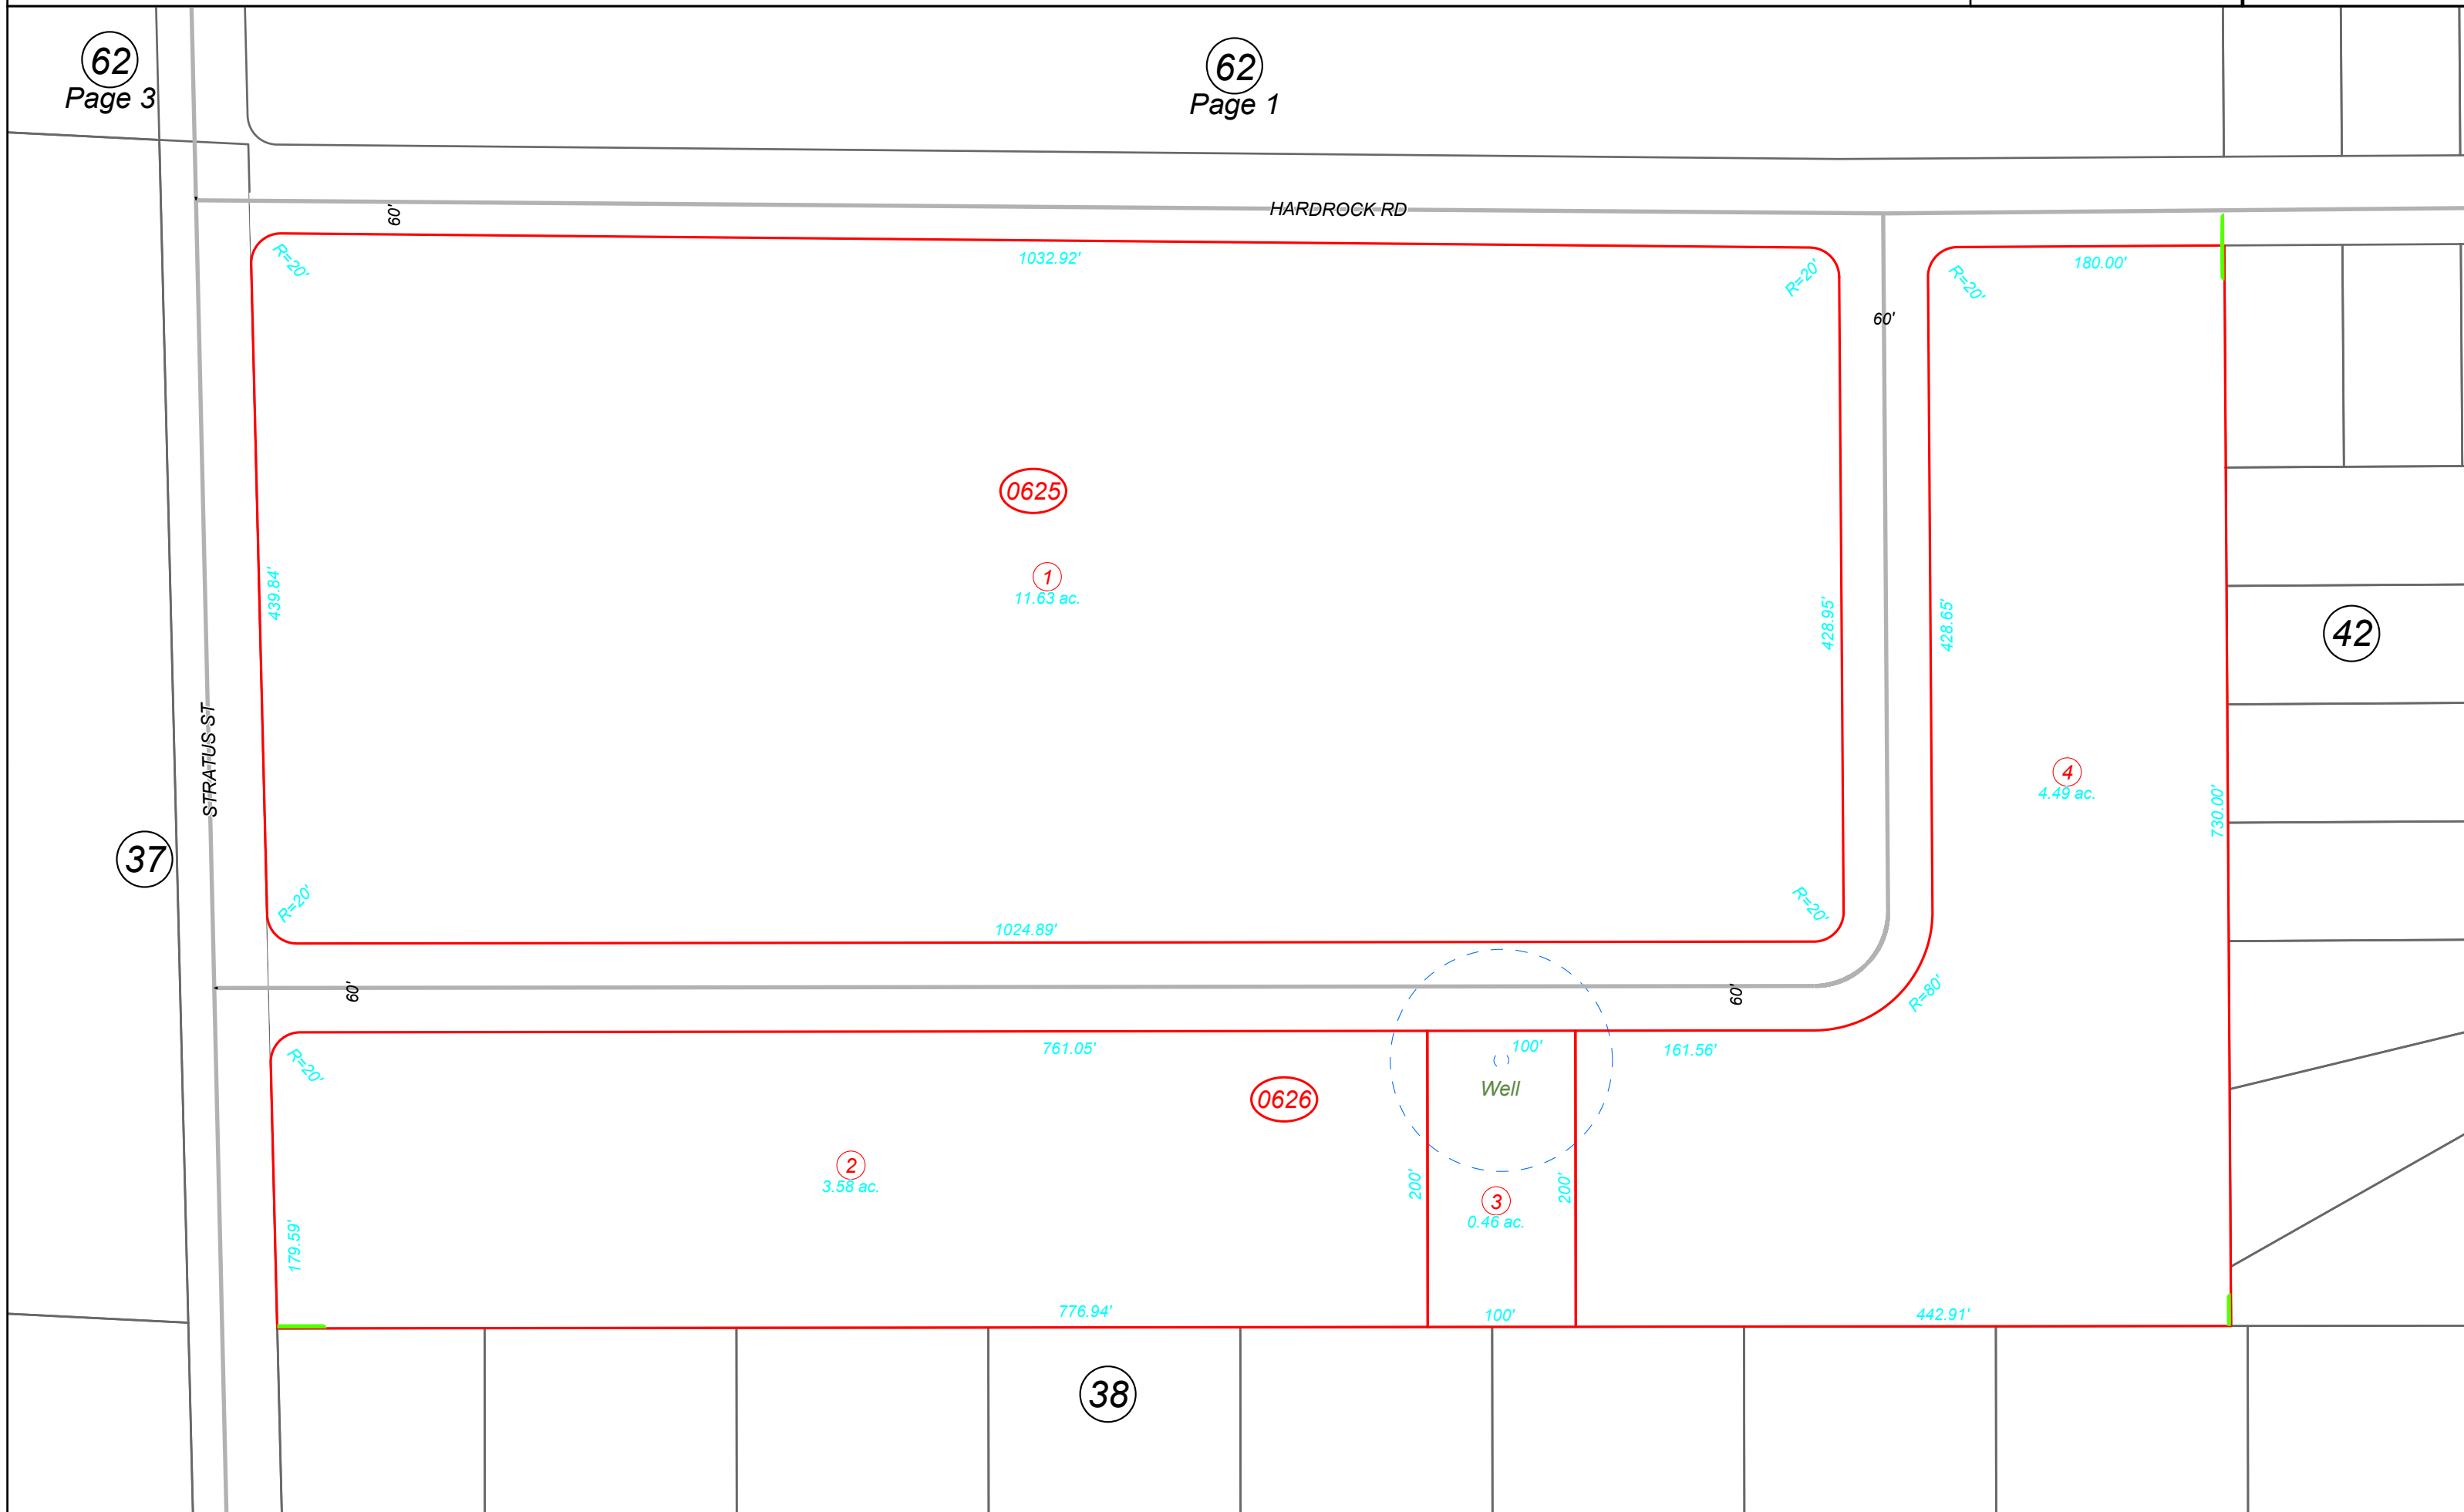 62
Page 3
62
Page 1
HARDROCK RD
60'
R=20'
1032.92'
R=20'
R=20'
180.00'
60'
0625
1
11.63 ac.
439.84'
428.95'
428.65'
42
STRATUS ST
4
4.49 ac.
730.00'
37
R=20'
1024.89'
R=20'
60'
60'
R=80'
R=20'
761.05'
100'
161.56'
Well
0626
2
3.58 ac.
200'
200'
3
0.46 ac.
179.59'
776.94'
100'
442.91'
38